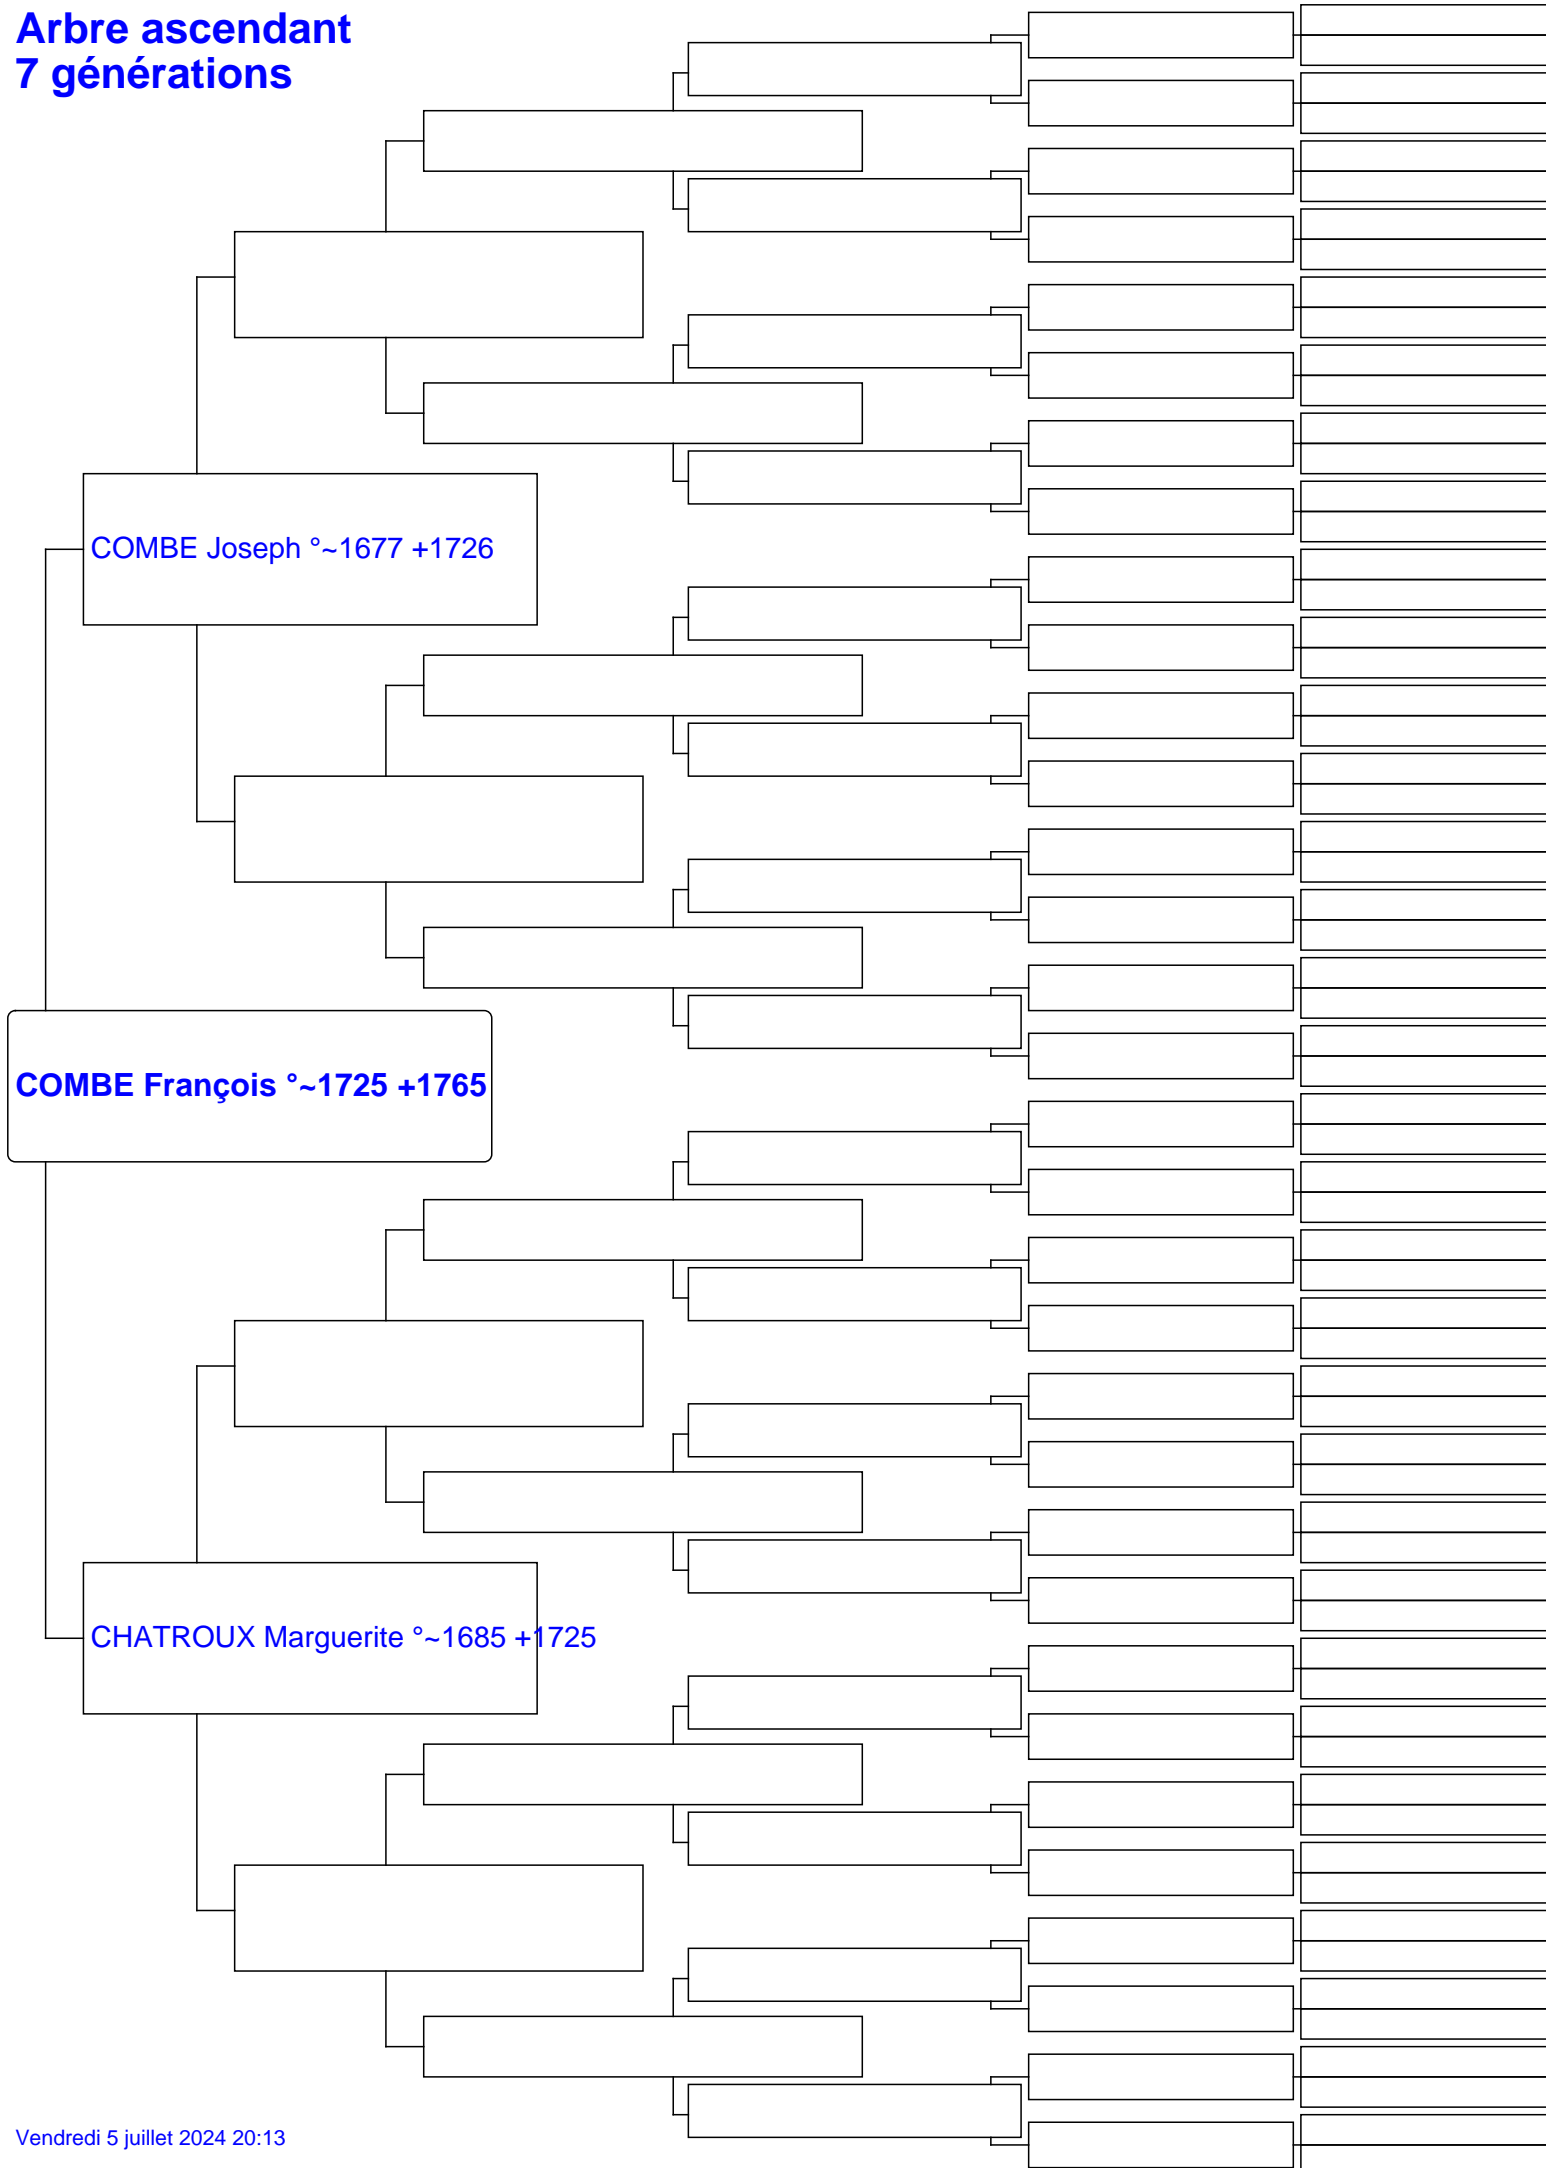 Arbre ascendant
7 générations
COMBE Joseph °~1677 +1726
COMBE François °~1725 +1765
CHATROUX Marguerite °~1685 +1725
Vendredi 5 juillet 2024 20:13